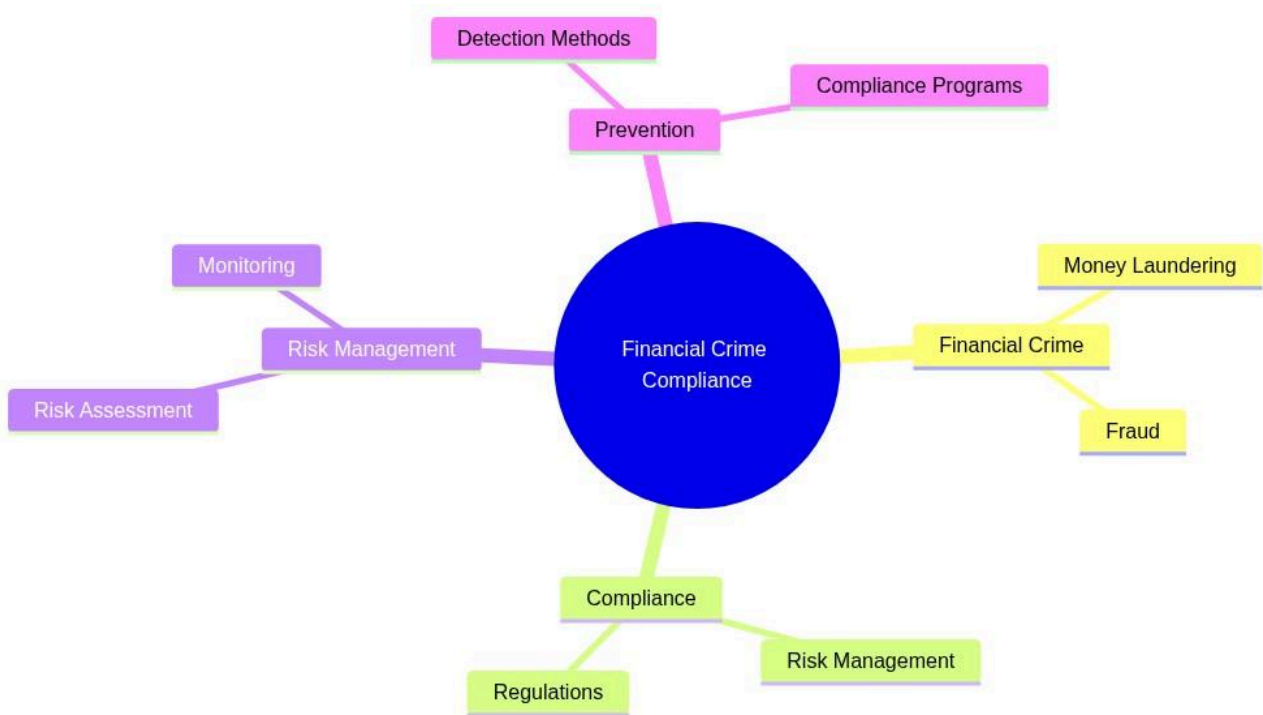 Detection Methods
Compliance Programs
Prevention
Monitoring
Money Laundering
Risk Management
Financial Crime
Financial Crime
Compliance
Risk Assessment
Fraud
Compliance
Risk Management
Regulations